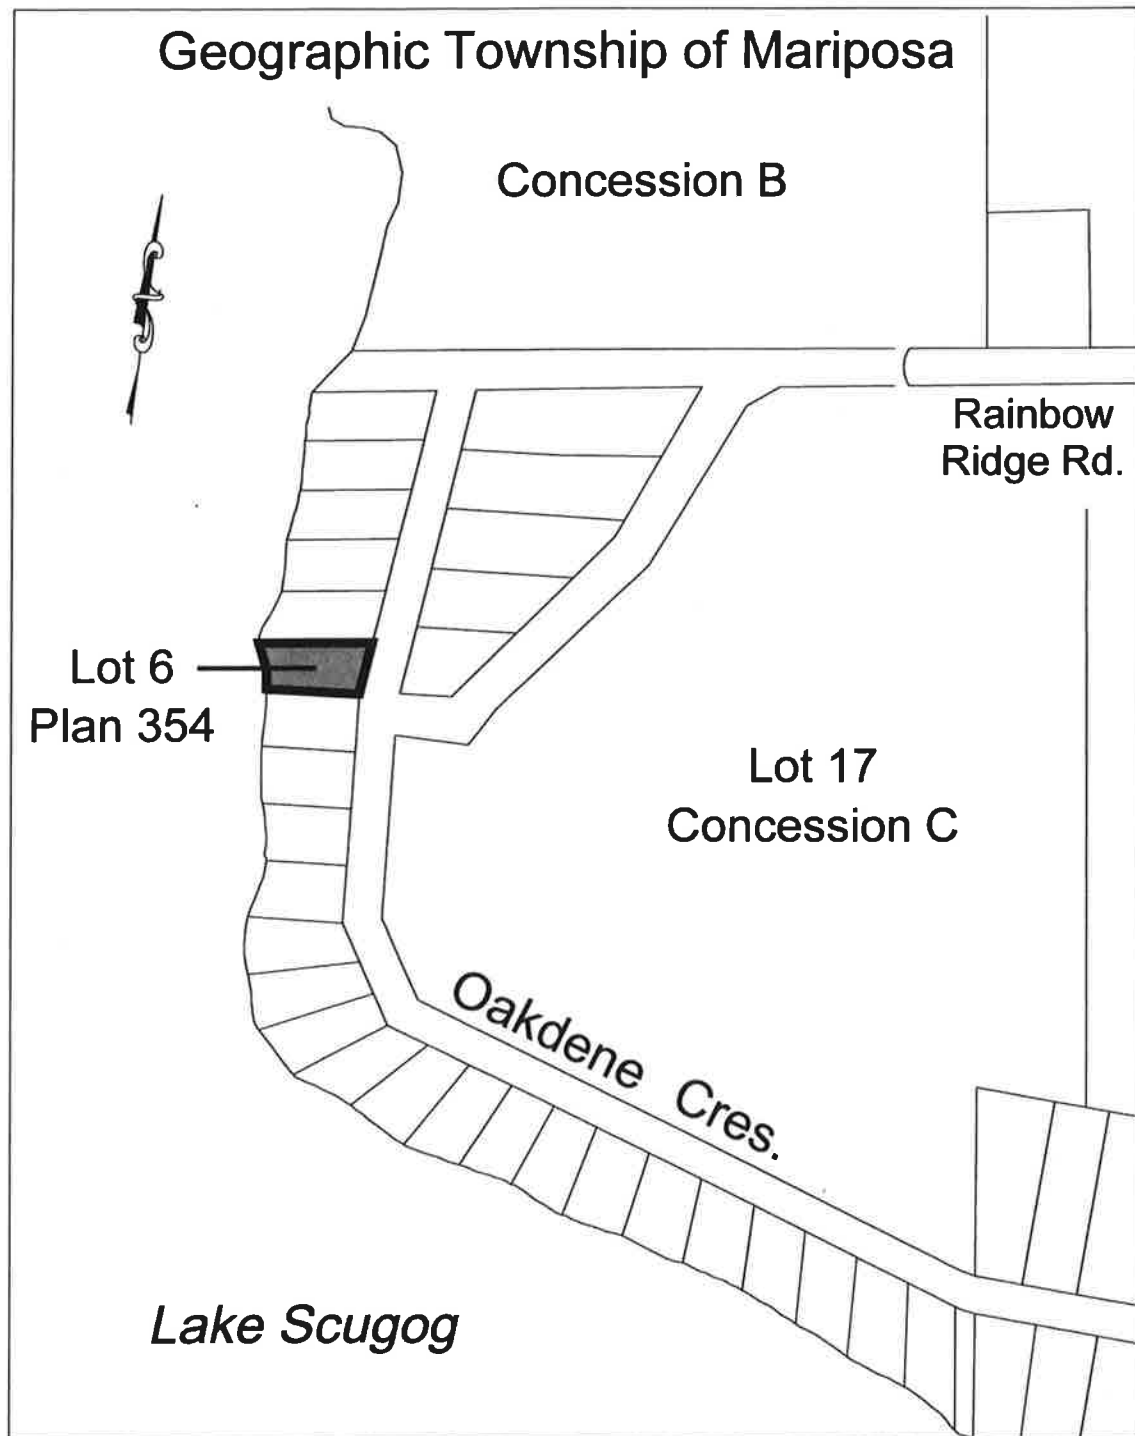 Geographic Township of Mariposa
Concession B
Rainbow
Ridge Rd.
Lot 6
Plan 354
Lot 17
Concession C
Oakdene Cres.
Lake Scugog